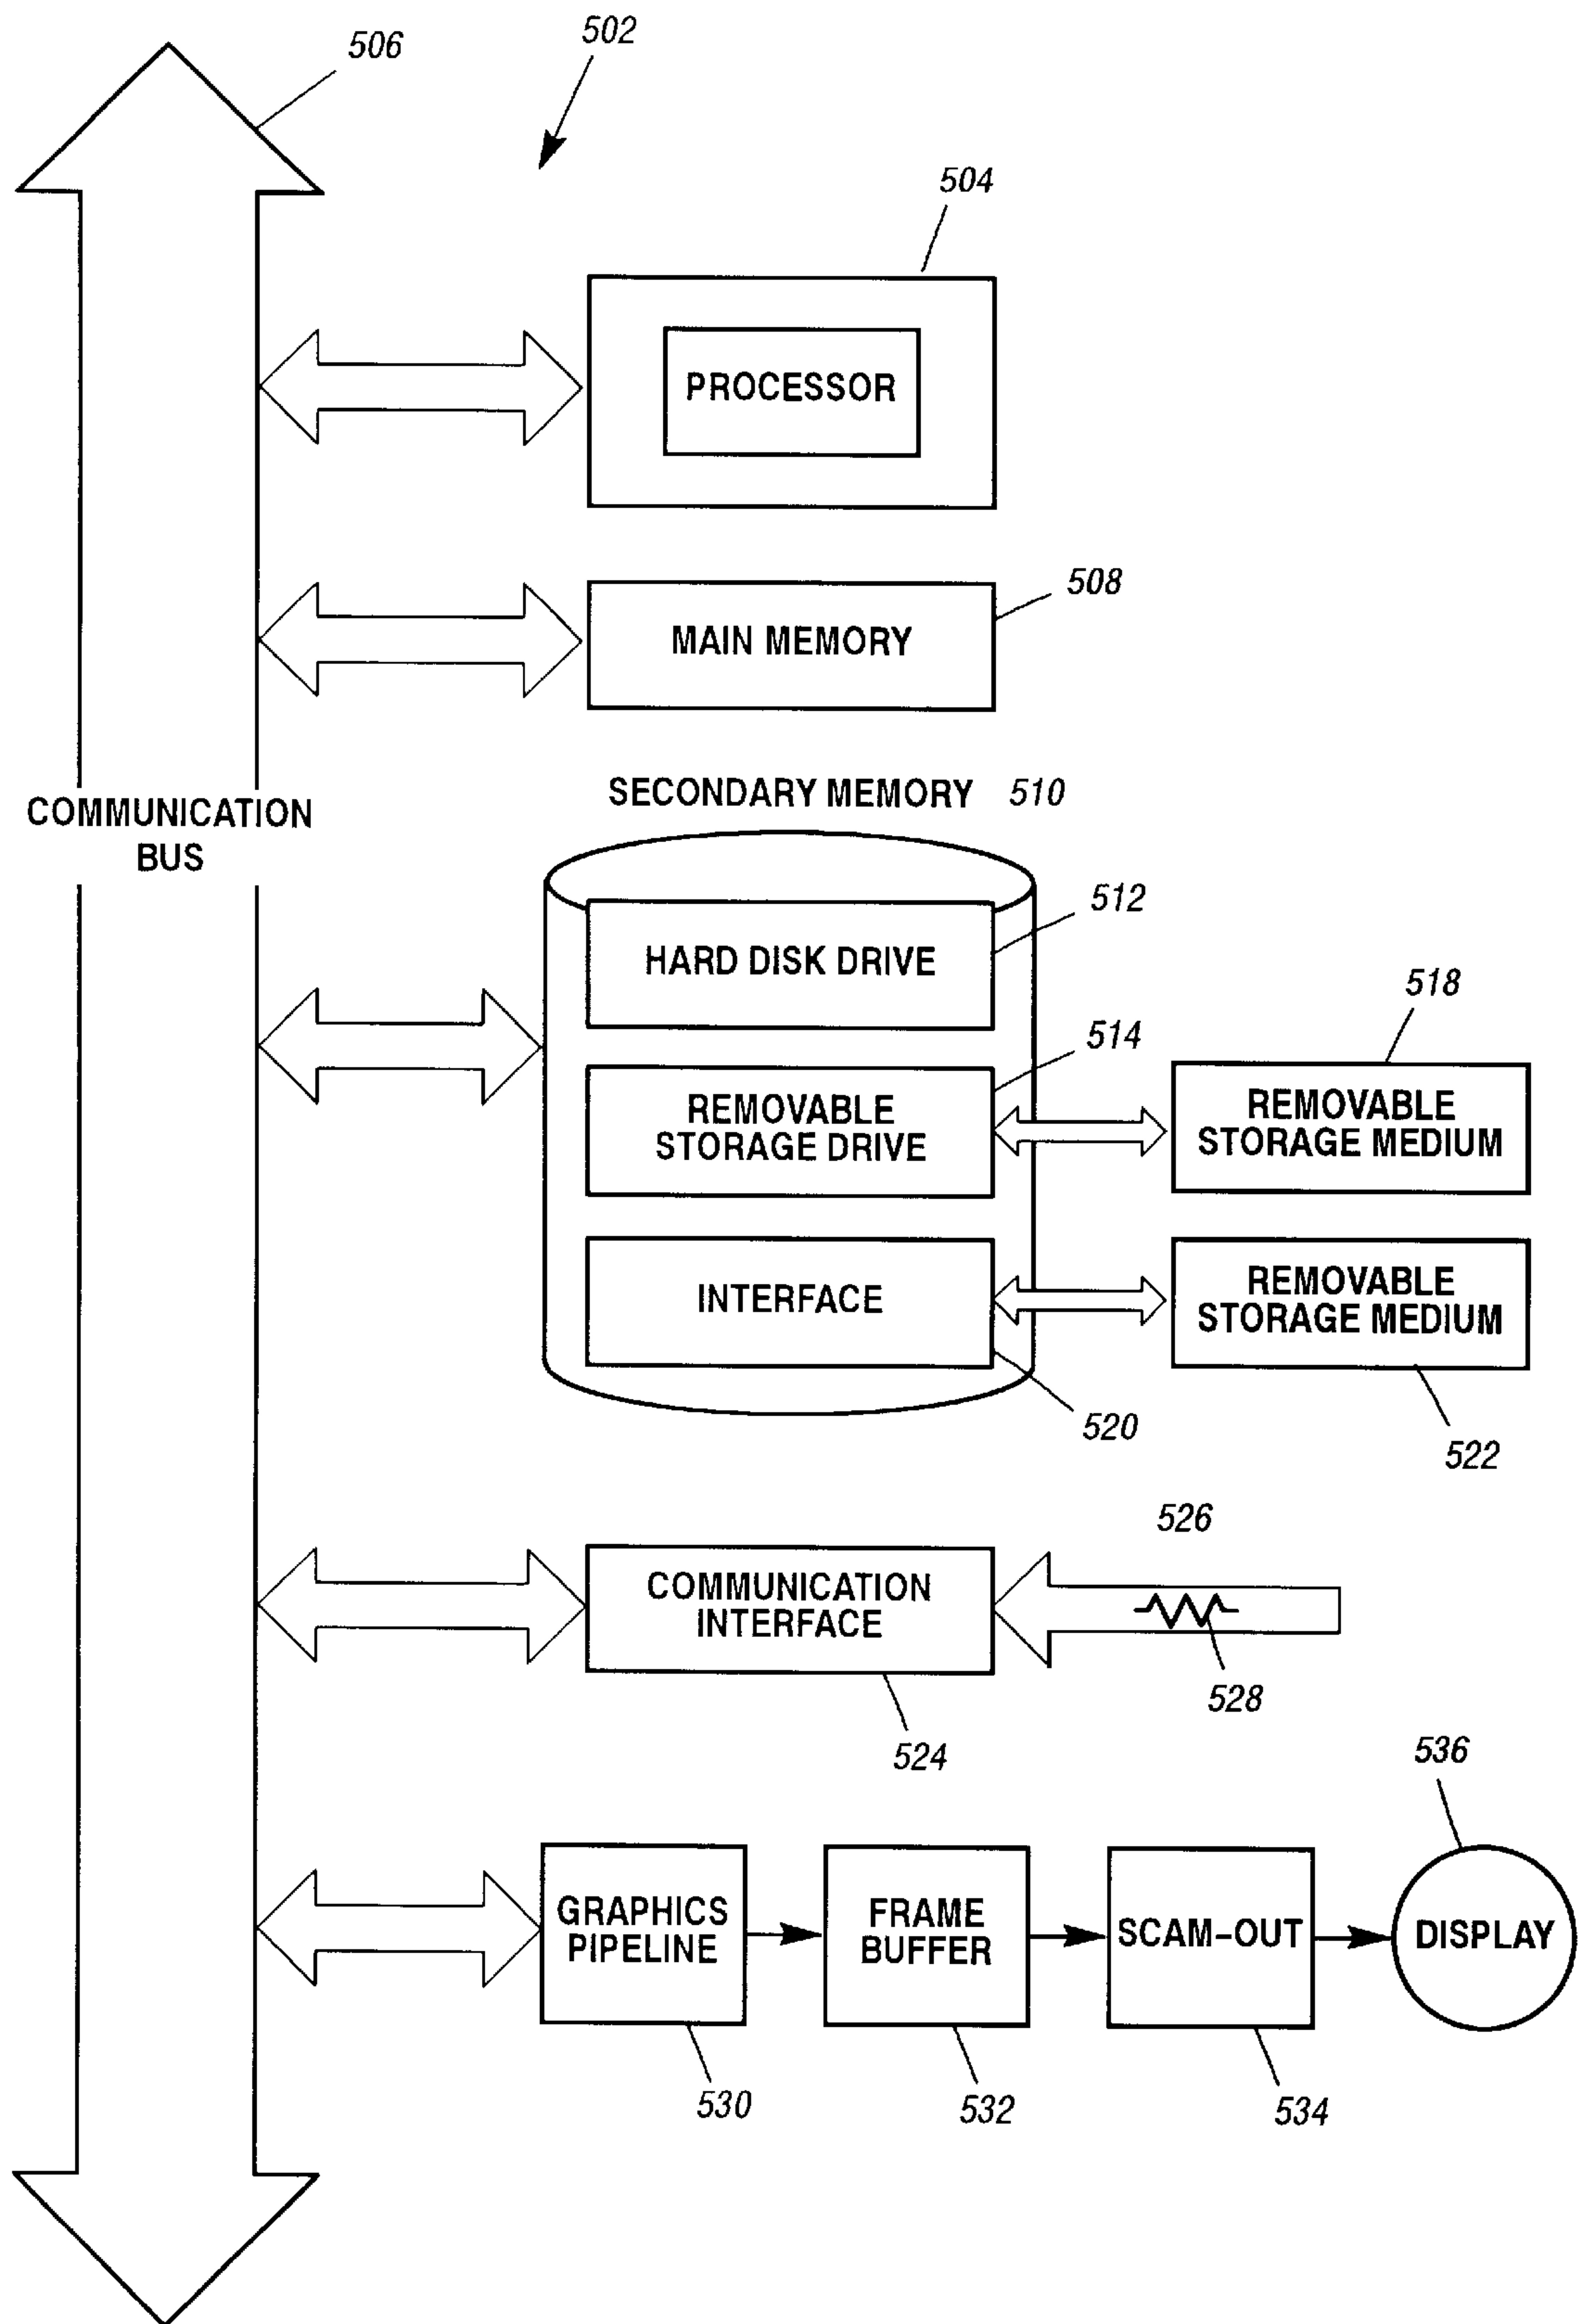 506
502
504
PROCESSOR
508
MAIN MEMORY
SECONDARY MEMORY 510
COMMUNICATION
BUS
512
HARD DISK DRIVE
518
514
REMOVABLE
STORAGE DRIVE
REMOVABLE
STORAGE MEDIUM
INTERFACE
REMOVABLE
STORAGE MEDIUM
520
522
526
COMMUNICATION
INTERFACE
528
524
536
GRAPHICS
PIPELINE
FRAME
BUFFER
SCAM-OUT
DISPLAY
530
532
534